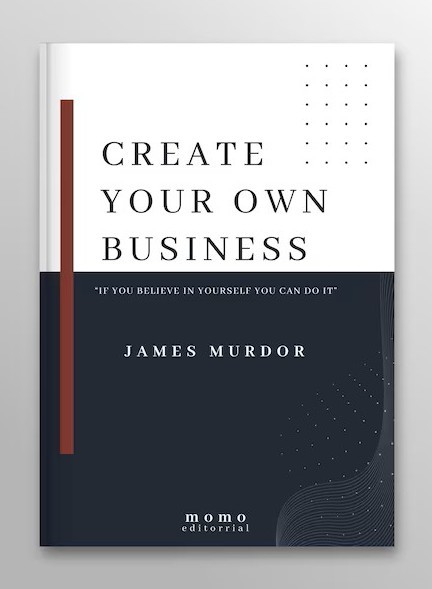 CREATE
YOUR OWN
BUSINESS
"IF YOU BELIEVE IN YOURSELF YOU CAN DO IT"
JAMES MURDOR
momo
editorrial